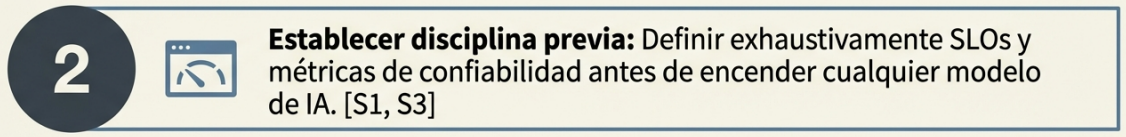 2
Establecer disciplina previa: Definir exhaustivamente SLOs y
métricas de confiabilidad antes de encender cualquier modelo
de IA. [S1, S3]